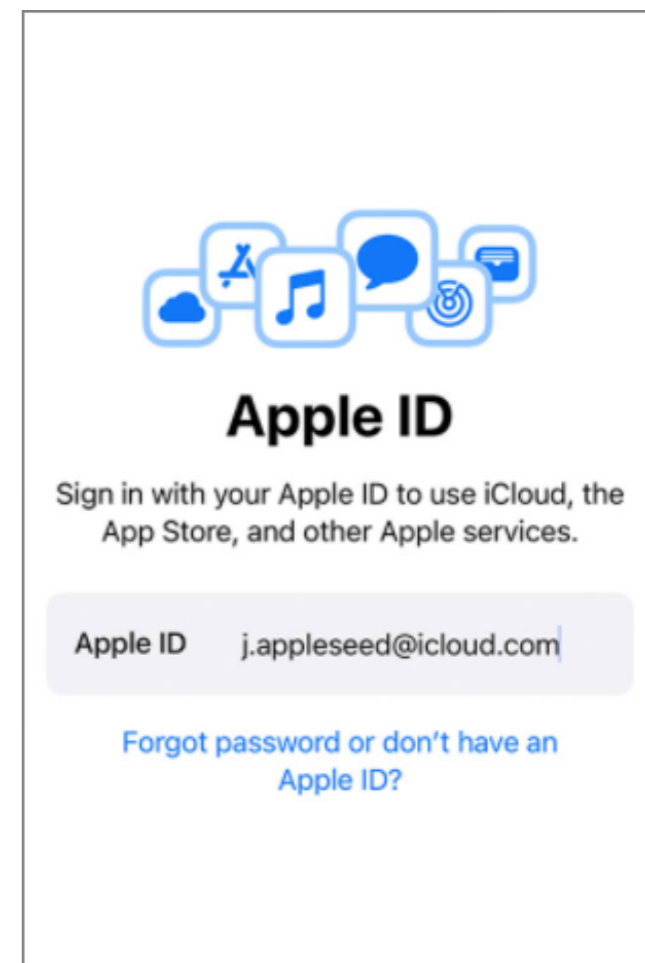 Apple ID
Sign in with your Apple ID to use iCloud, the
App Store, and other Apple services.
Apple ID j.appleseed@icloud.com
Forgot password or don’t have an
Apple ID?